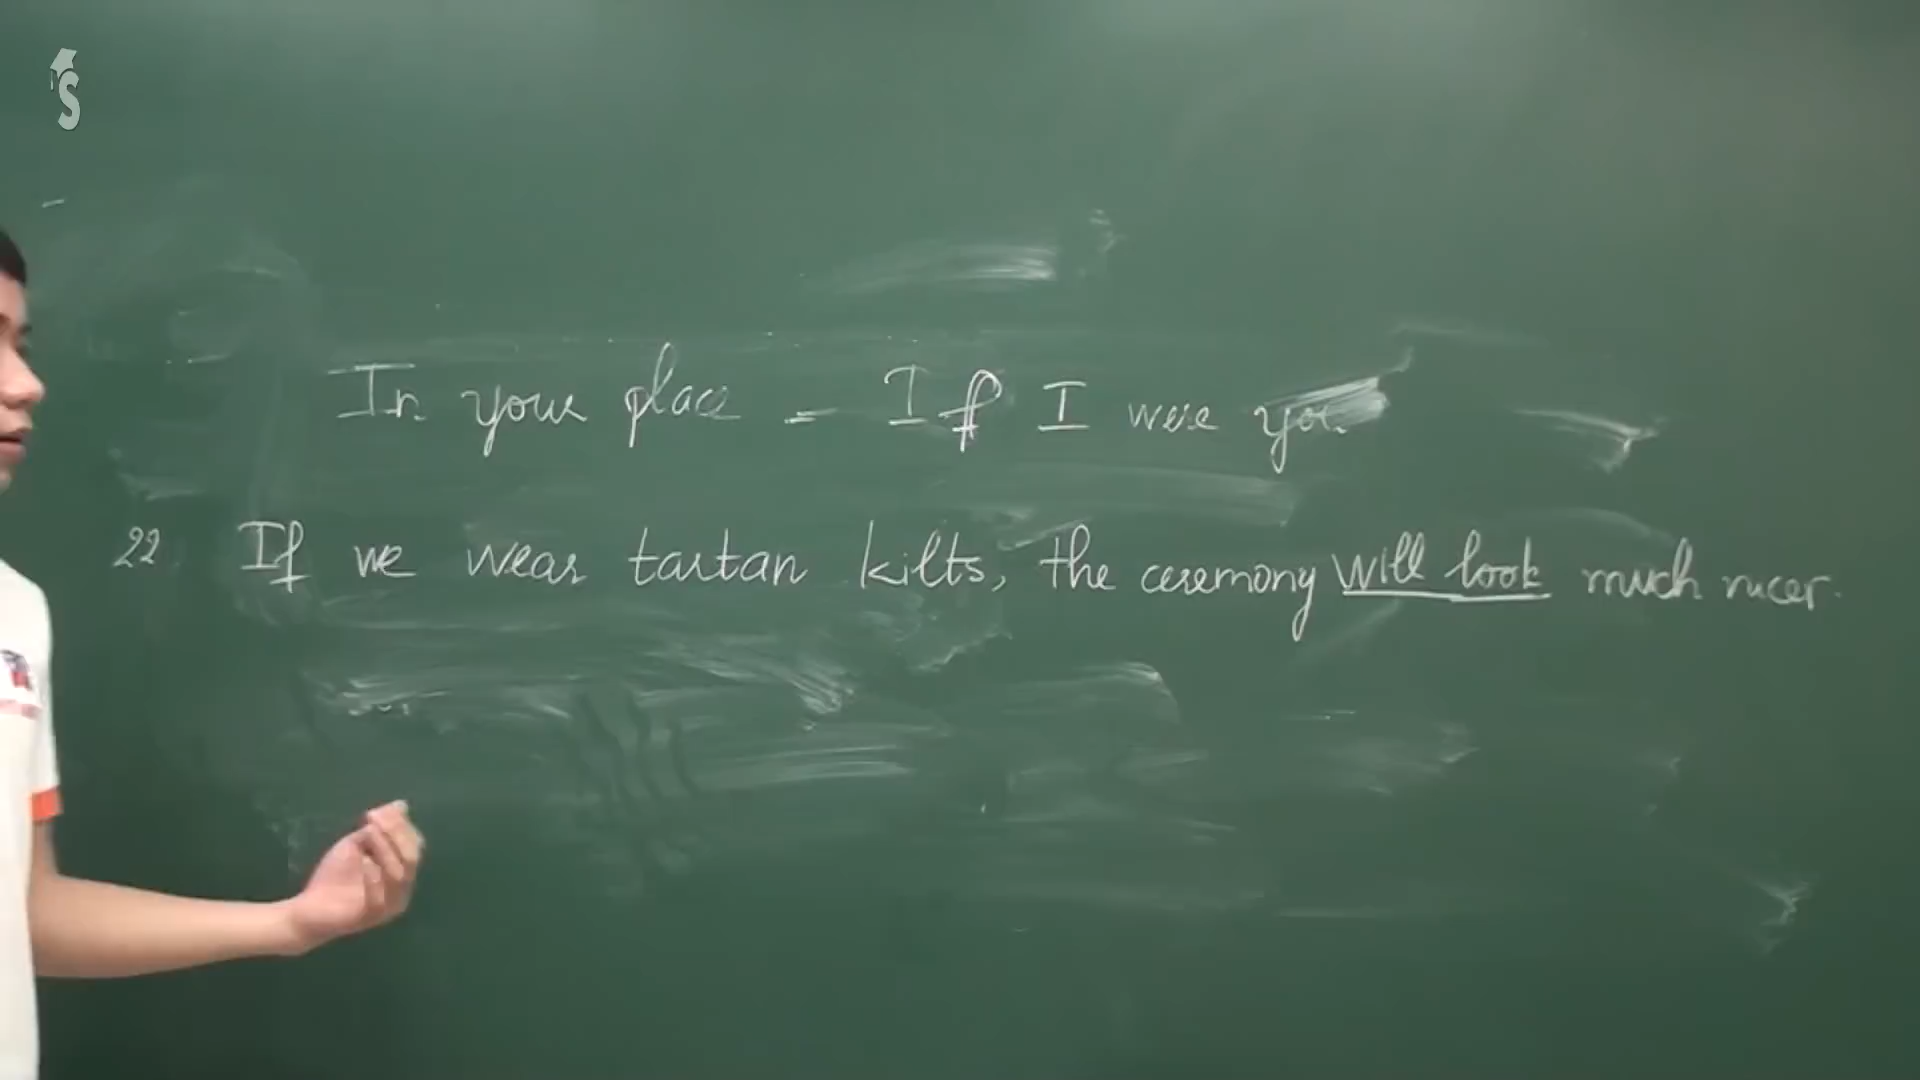 In your place = If I were you
22. If we wear tartan kilts, the ceremony will look much nicer.